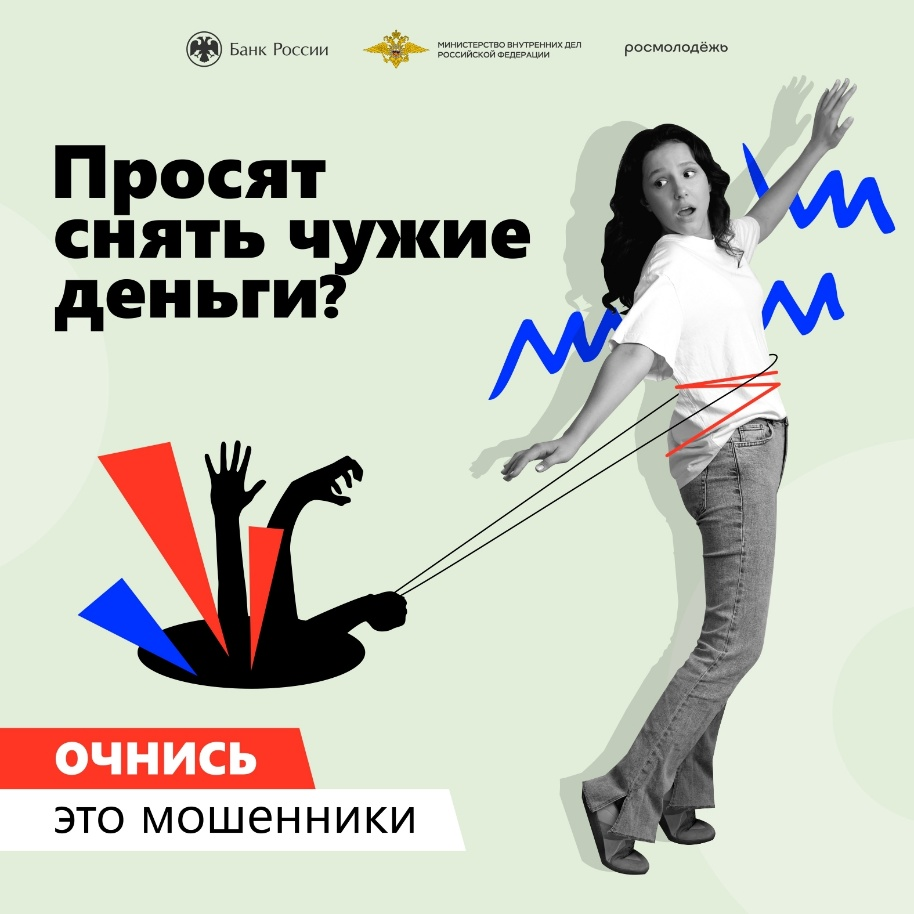 Банк России
МИНИСТЕРСТВО ВНУТРЕННИХ ДЕЛ
РОССИЙСКОЙ ФЕДЕРАЦИИ
росмолодёжь
Просят
снять чужие
деньги?
ОЧНИСЬ
это мошенники